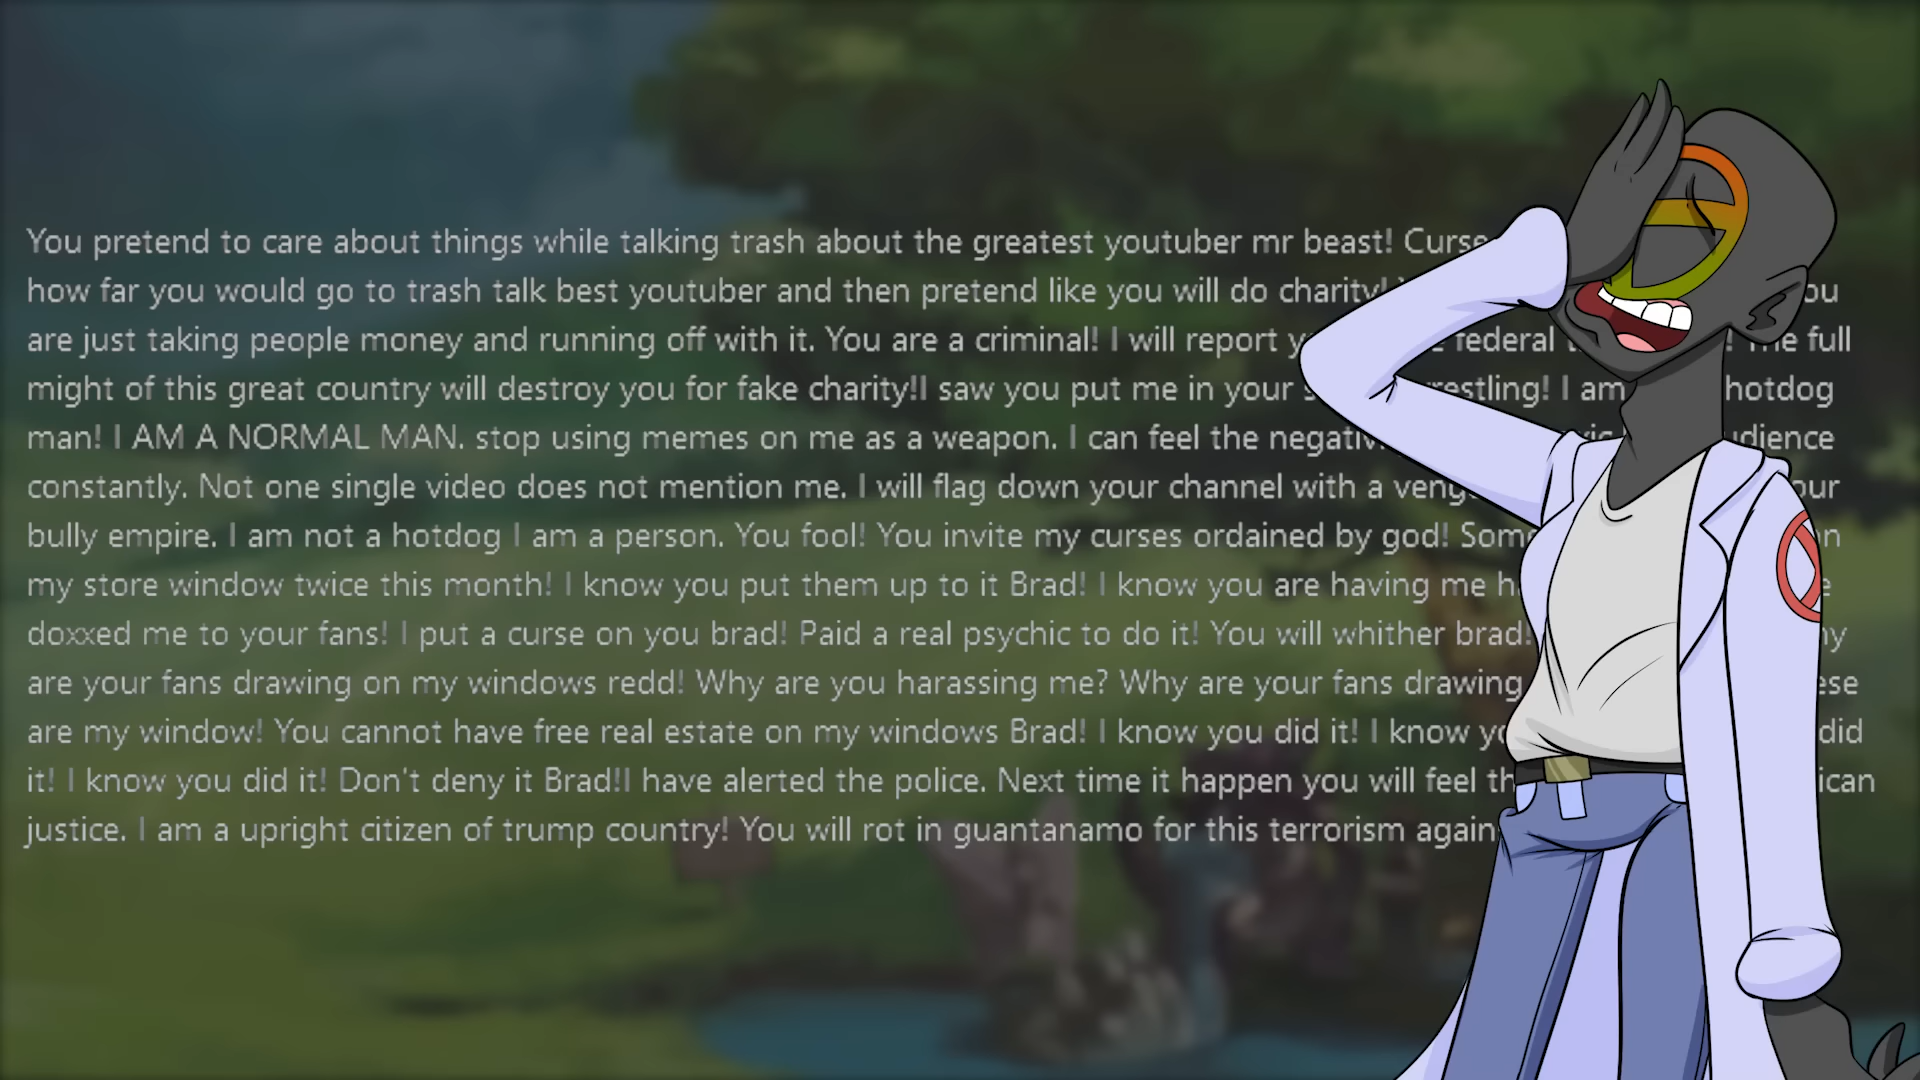 You pretend to care about things while talking trash about the greatest youtuber mr beast! Curse
how far you would go to trash talk best youtuber and then pretend like you will do charity!
are just taking people money and running off with it. You are a criminal! I will report federal ! The full
might of this great country will destroy you for fake charity!I saw you put me in your I am hotdog
man! I AM A NORMAL MAN. stop using memes on me as a weapon. I can feel the
constantly. Not one single video does not mention me. I will flag down your channel with a
bully empire. I am not a hotdog I am a person. You fool! You invite my curses ordained by god!
my store window twice this month! I know you put them up to it Brad! I know you are having me
doxxed me to your fans! I put a curse on you brad! Paid a real psychic to do it! You will whither brad!
are your fans drawing on my windows redd! Why are you harassing me? Why are your fans drawing
are my window! You cannot have free real estate on my windows Brad! I know you did it! I know did
it! I know you did it! Don't deny it Brad!I have alerted the police. Next time it happen you will feel
justice. I am a upright citizen of trump country! You will rot in guantanamo for this terrorism